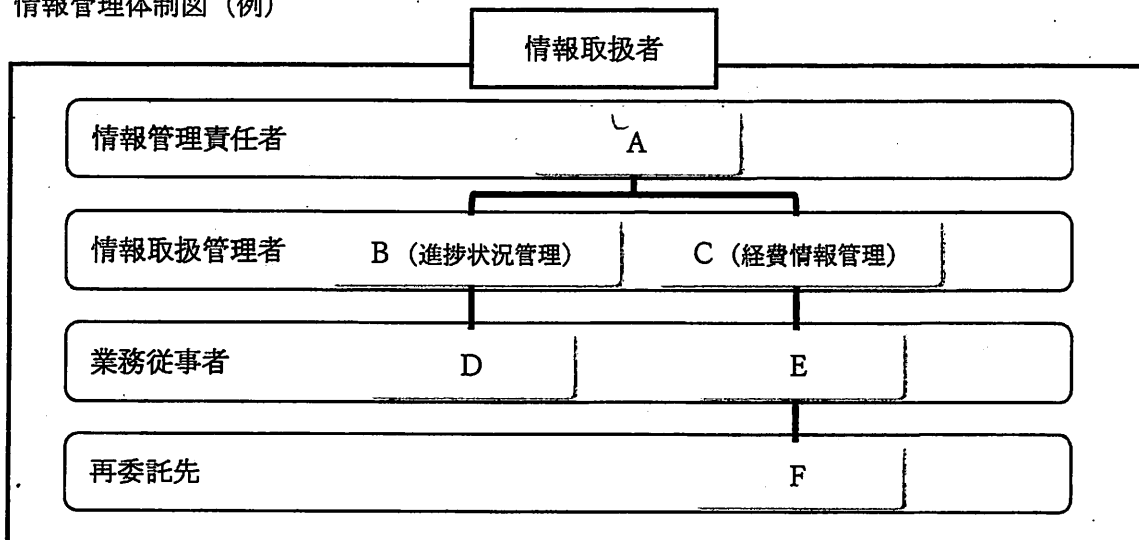 情報管理体制図（例）
情報取扱者
情報管理責任者 A
情報取扱管理者 B（進捗状況管理） C（経費情報管理）
業務従事者 D E
再委託先 F